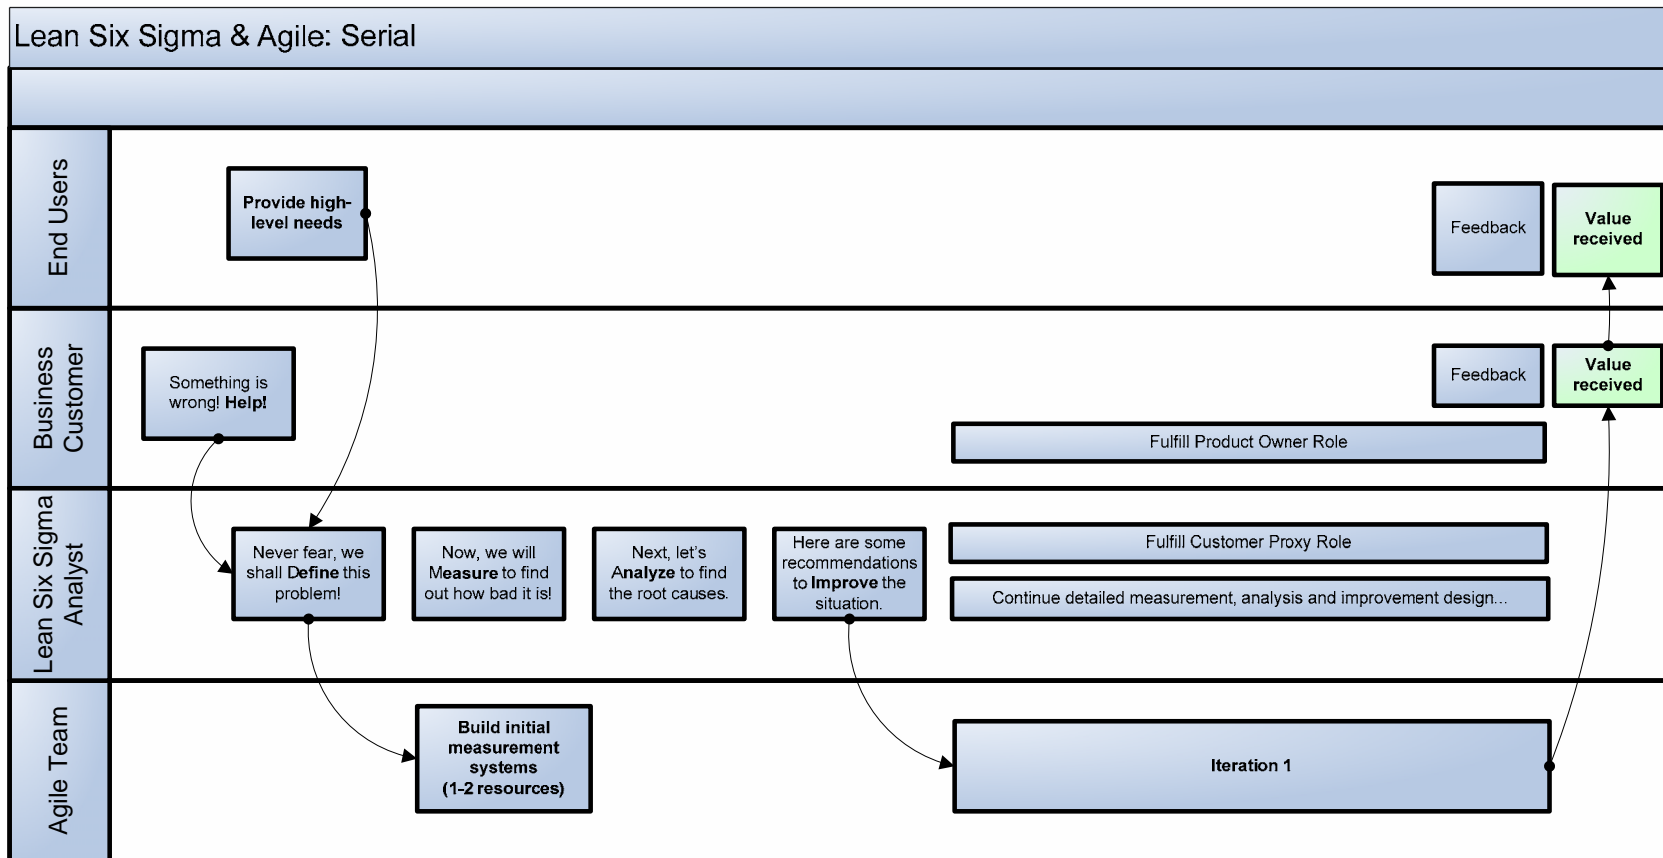 Lean Six Sigma & Agile: Serial
End Users
Provide high-
level needs
Feedback
Value
received
Business
Customer
Something is
wrong! Help!
Feedback
Value
received
Fulfill Product Owner Role
Lean Six Sigma
Analyst
Never fear, we
shall Define this
problem!
Now, we will
Measure to find
out how bad it is!
Next, let's
Analyze to find
the root causes.
Here are some
recommendations
to Improve the
situation.
Fulfill Customer Proxy Role
Continue detailed measurement, analysis and improvement design…
Agile Team
Build initial
measurement
systems
(1-2 resources)
Iteration 1